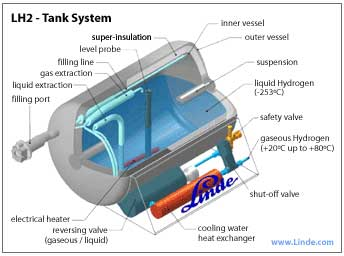 LH2 - Tank System
inner vessel
outer vessel
super-insulation
level probe
filling line
gas extraction
liquid extraction
filling port
suspension
liquid Hydrogen
(-253ºC)
safety valve
gaseous Hydrogen
(+20ºC up to +80ºC)
shut-off valve
Linde
electrical heater
reversing valve
(gaseous / liquid)
cooling water
heat exchanger
www.Linde.com